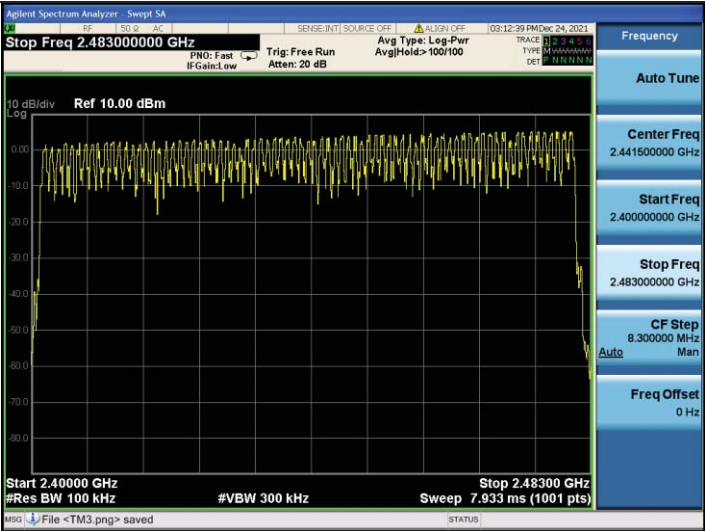 Agilent Spectrum Analyzer - Swept SA
RF 50 Ω AC SENSE:INT SOURCE OFF ALIGN OFF 03:12:39 PM Dec 24, 2021
Stop Freq 2.483000000 GHz
PNO: Fast
IFGain:Low
Trig: Free Run
Atten: 20 dB
Avg Type: Log-Pwr
Avg|Hold:>100/100
TRACE 1 2 3 4 5 6
TYPE M WWWWW
DET P N N N N N
10 dB/div Ref 10.00 dBm
Log
0.00
-10.0
-20.0
-30.0
-40.0
-50.0
-60.0
-70.0
-80.0
Start 2.40000 GHz Stop 2.48300 GHz
#Res BW 100 kHz #VBW 300 kHz Sweep 7.933 ms (1001 pts)
MSG File <TM3.png> saved STATUS
Frequency
Auto Tune
Center Freq
2.441500000 GHz
Start Freq
2.400000000 GHz
Stop Freq
2.483000000 GHz
CF Step
8.300000 MHz
Auto Man
Freq Offset
0 Hz